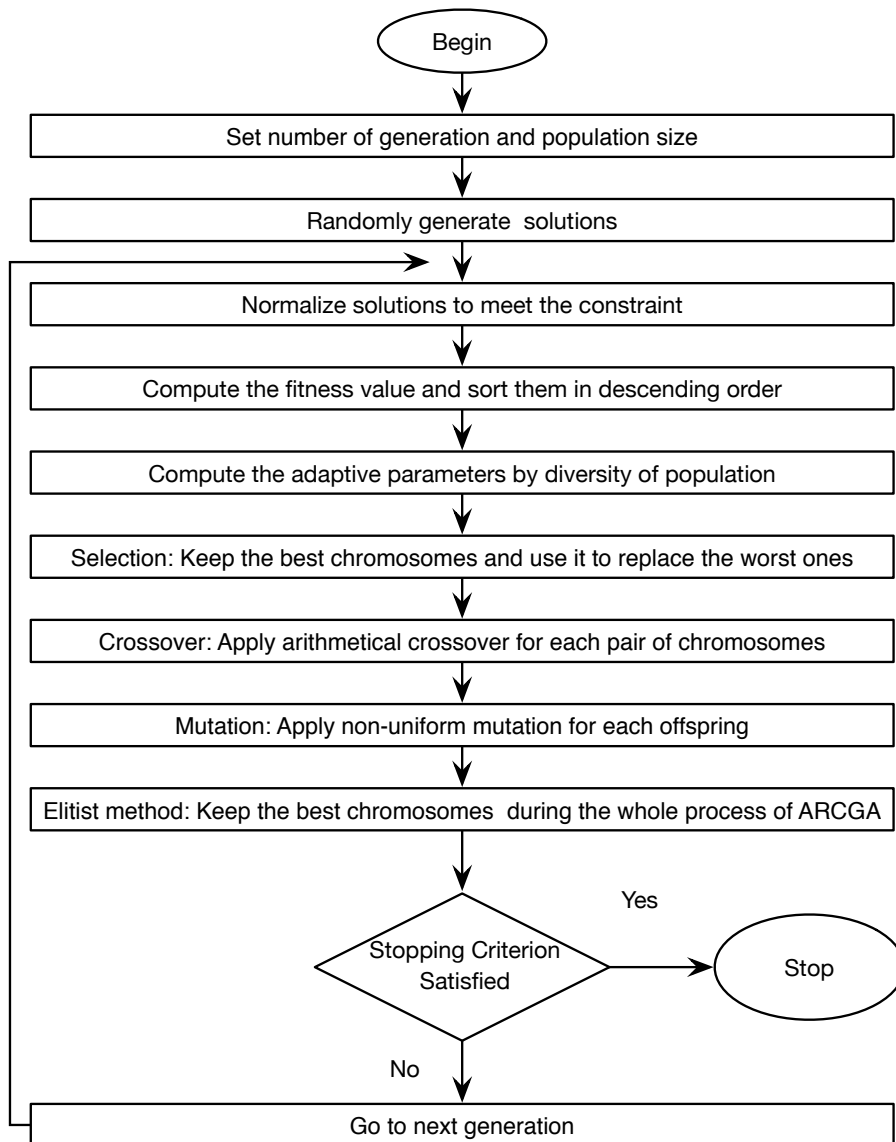 Begin
Set number of generation and population size
Randomly generate  solutions
Normalize solutions to meet the constraint
Compute the fitness value and sort them in descending order
Compute the adaptive parameters by diversity of population
Selection: Keep the best chromosomes and use it to replace the worst ones
Crossover: Apply arithmetical crossover for each pair of chromosomes
Mutation: Apply non-uniform mutation for each offspring
Elitist method: Keep the best chromosomes  during the whole process of ARCGA
Yes
Stopping Criterion
Satisfied
Stop
No
Go to next generation